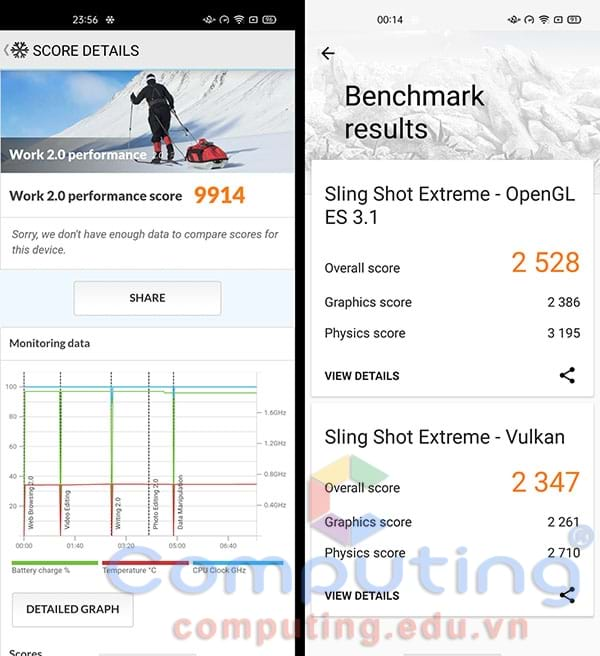 23:56
96
SCORE DETAILS
Work 2.0 performance 2.0
Work 2.0 performance score 9914
Sorry, we don't have enough data to compare scores for
this device.
SHARE
Monitoring data
100
80
60
40
20
1.6GHz
1.2GHz
0.8GHz
0.4GHz
Web Browsing 2.0
Video Editing
Writing 2.0
Photo Editing 2.0
Data Manipulation
00:00 01:40 03:20 05:00 06:40
Battery charge % Temperature °C CPU Clock GHz
DETAILED GRAPH
Scores
00:14
93
Benchmark
results
Sling Shot Extreme - OpenGL
ES 3.1
Overall score 2 528
Graphics score 2 386
Physics score 3 195
VIEW DETAILS
Sling Shot Extreme - Vulkan
Overall score 2 347
Graphics score 2 261
Physics score 2 710
VIEW DETAILS
Computing
computing.edu.vn